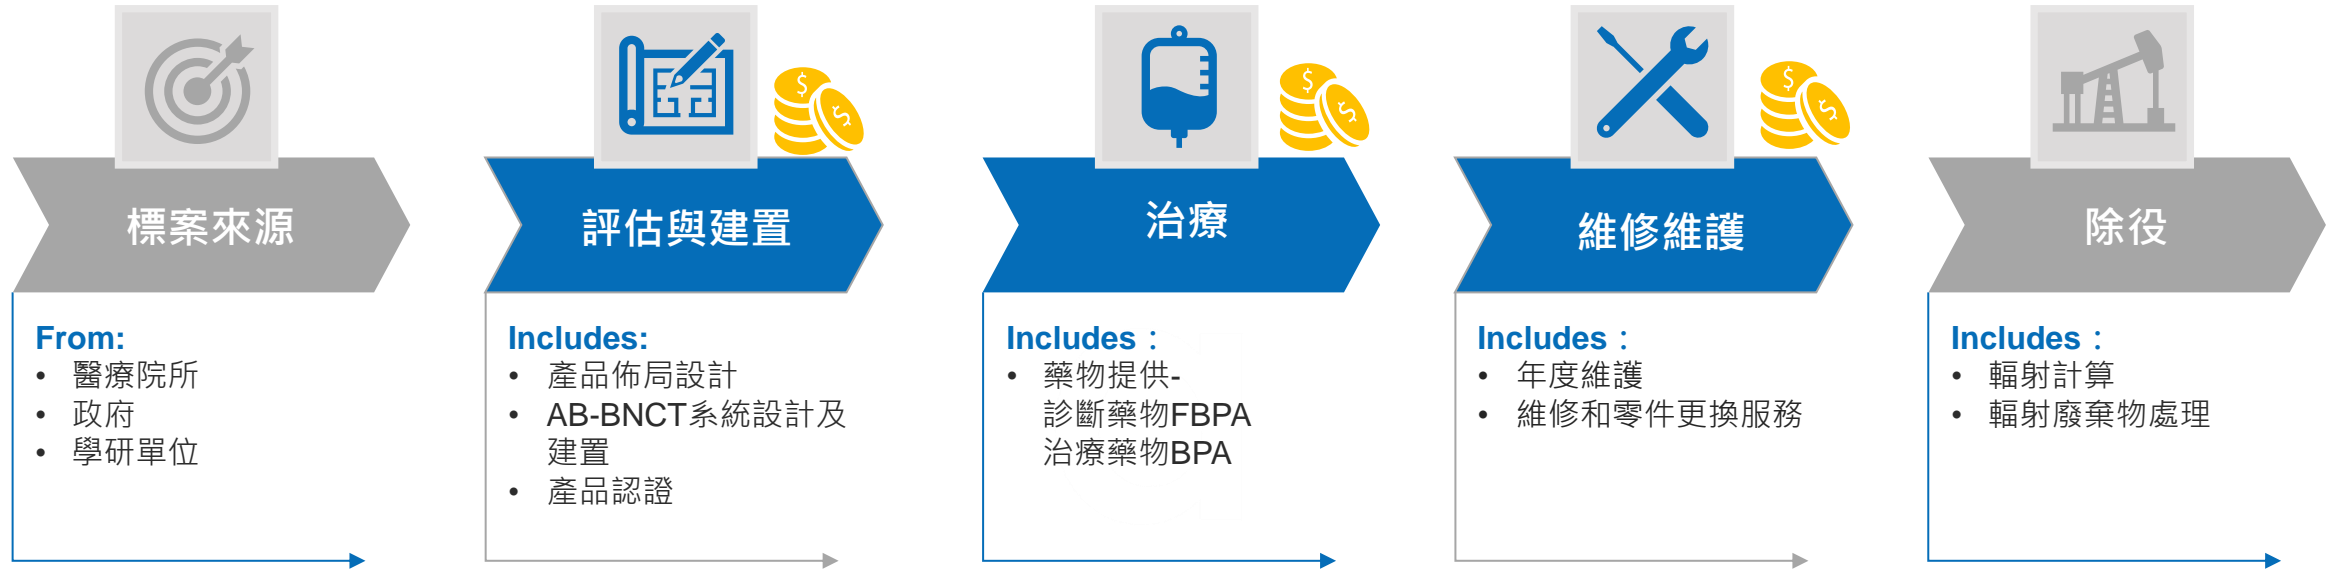 標案來源
From:
• 醫療院所
• 政府
• 學研單位
評估與建置
Includes:
• 產品佈局設計
• AB-BNCT系統設計及
建置
• 產品認證
治療
Includes：
• 藥物提供-
診斷藥物FBPA
治療藥物BPA
維修維護
Includes：
• 年度維護
• 維修和零件更換服務
除役
Includes：
• 輻射計算
• 輻射廢棄物處理
$ $
$ $
$ $